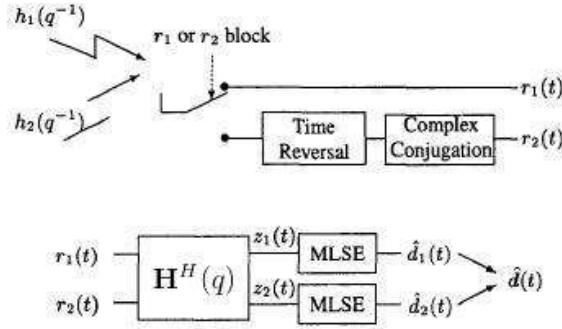 h₁(q⁻¹)
r₁ or r₂ block
h₂(q⁻¹)
r₁(t)
Time Reversal
Complex Conjugation
r₂(t)
r₁(t)
r₂(t)
H^H(q)
z₁(t)
MLSE
d̂₁(t)
z₂(t)
MLSE
d̂₂(t)
d̂(t)